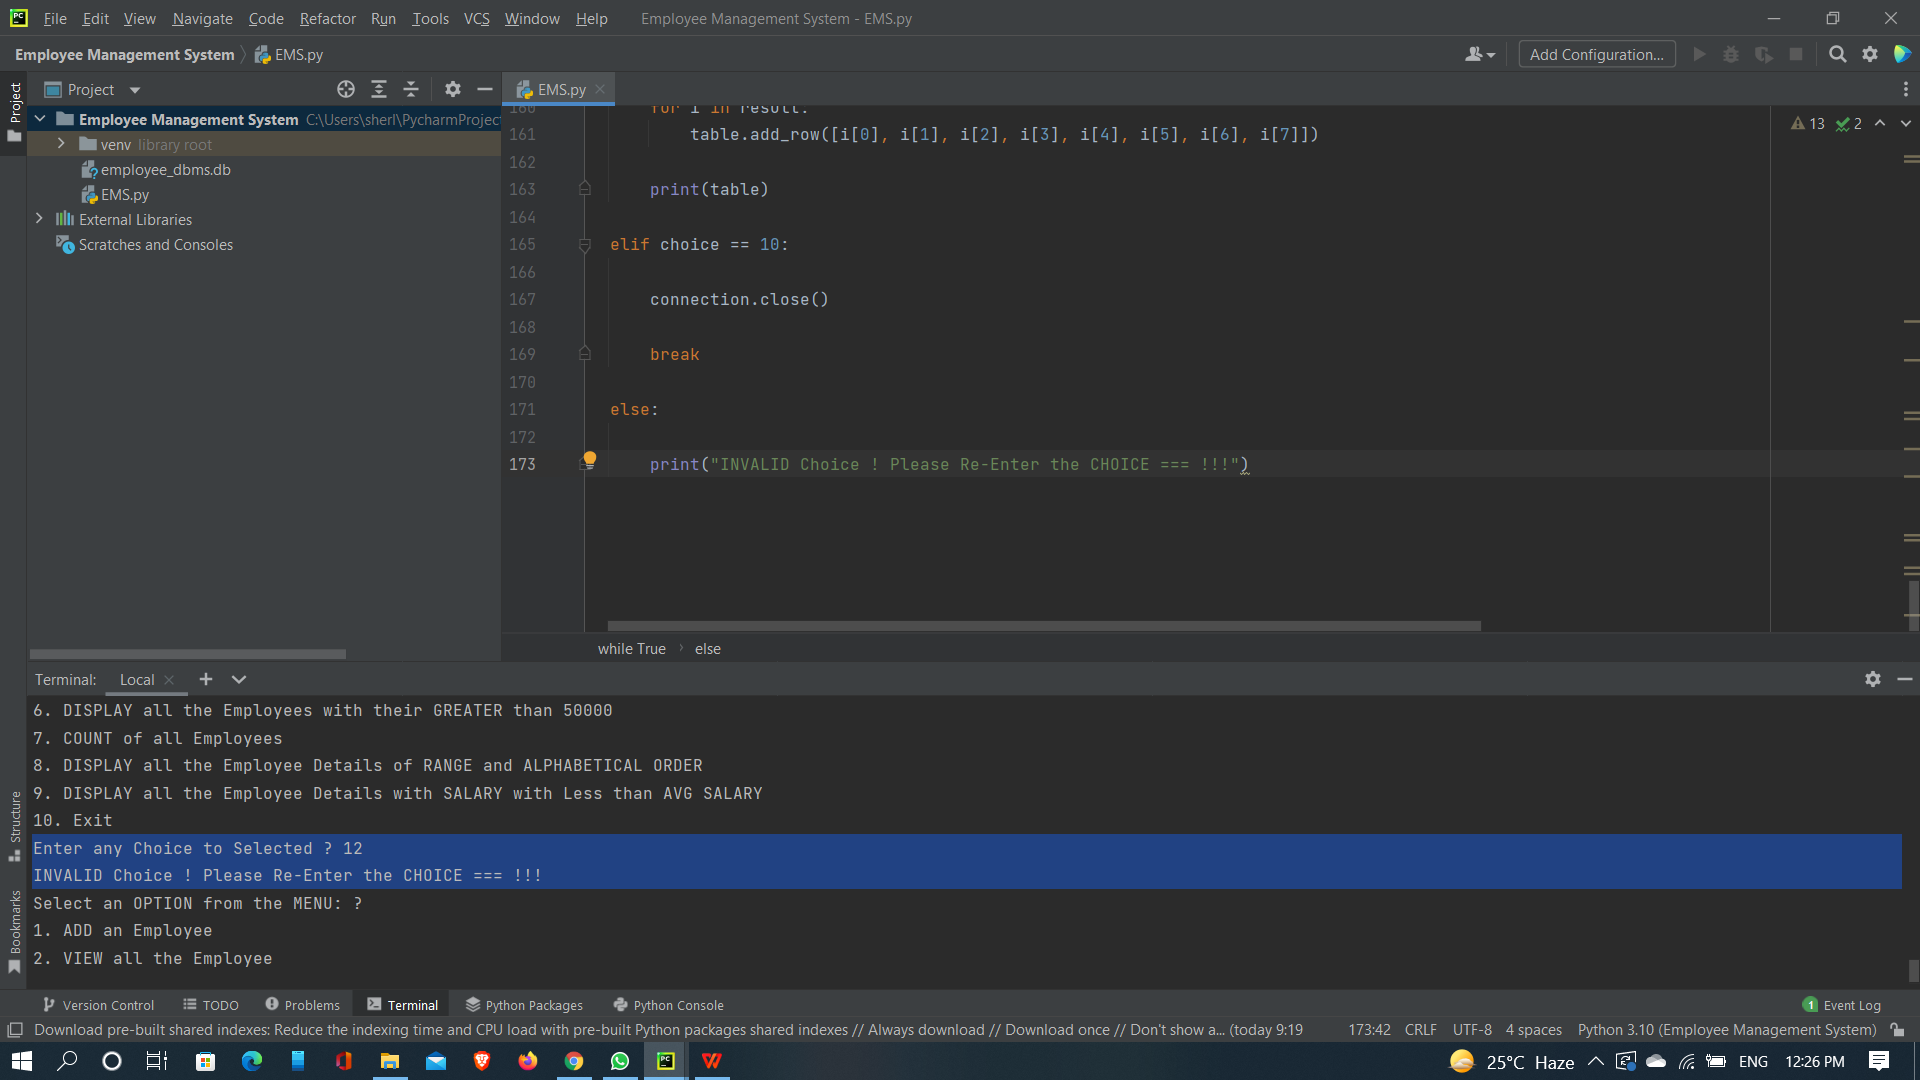 File Edit View Navigate Code Refactor Run Tools VCS Window Help Employee Management System - EMS.py
Employee Management System EMS.py Add Configuration...
Project
Project
EMS.py
Employee Management System C:\Users\sherl\PycharmProjec
venv library root
employee_dbms.db
EMS.py
External Libraries
Scratches and Consoles
13 2
160 for i in result:
161 table.add_row([i[0], i[1], i[2], i[3], i[4], i[5], i[6], i[7]])
162
163 print(table)
164
165 elif choice == 10:
166
167 connection.close()
168
169 break
170
171 else:
172
173 print("INVALID Choice ! Please Re-Enter the CHOICE === !!!")
while True else
Terminal: Local
6. DISPLAY all the Employees with their GREATER than 50000
7. COUNT of all Employees
8. DISPLAY all the Employee Details of RANGE and ALPHABETICAL ORDER
9. DISPLAY all the Employee Details with SALARY with Less than AVG SALARY
10. Exit
Enter any Choice to Selected ? 12
INVALID Choice ! Please Re-Enter the CHOICE === !!!
Select an OPTION from the MENU: ?
1. ADD an Employee
2. VIEW all the Employee
Structure
Bookmarks
Version Control TODO Problems Terminal Python Packages Python Console 1 Event Log
Download pre-built shared indexes: Reduce the indexing time and CPU load with pre-built Python packages shared indexes // Always download // Download once // Don't show a... (today 9:19 173:42 CRLF UTF-8 4 spaces Python 3.10 (Employee Management System)
25°C Haze ENG 12:26 PM